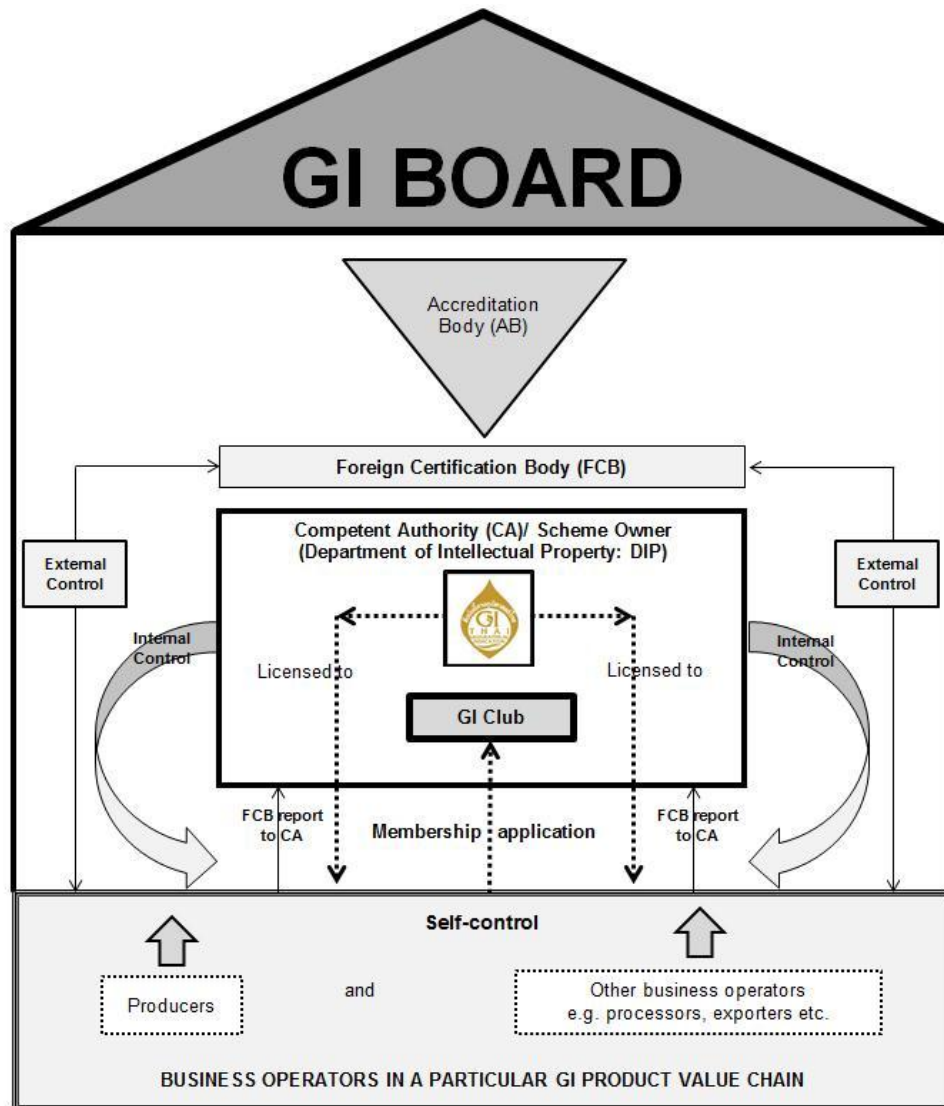 GI BOARD
Accreditation
Body (AB)
Foreign Certification Body (FCB)
Competent Authority (CA)/ Scheme Owner
(Department of Intellectual Property: DIP)
External
Control
External
Control
GI
THAI
Internal
Control
Internal
Control
Licensed to
Licensed to
GI Club
FCB report
to CA
Membership application
FCB report
to CA
Self-control
Producers
and
Other business operators
e.g. processors, exporters etc.
BUSINESS OPERATORS IN A PARTICULAR GI PRODUCT VALUE CHAIN